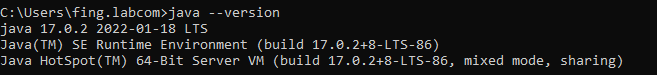 C:\Users\fing.labcom>java --version
java 17.0.2 2022-01-18 LTS
Java(TM) SE Runtime Environment (build 17.0.2+8-LTS-86)
Java HotSpot(TM) 64-Bit Server VM (build 17.0.2+8-LTS-86, mixed mode, sharing)